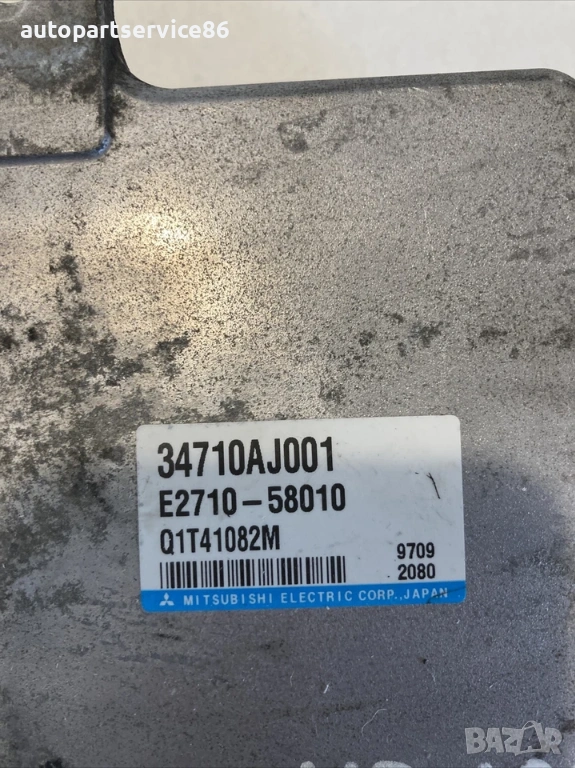 autopartservice86
34710AJ001
E2710-58010
Q1T41082M
9709
2080
MITSUBISHI ELECTRIC CORP.,JAPAN
BAZAR